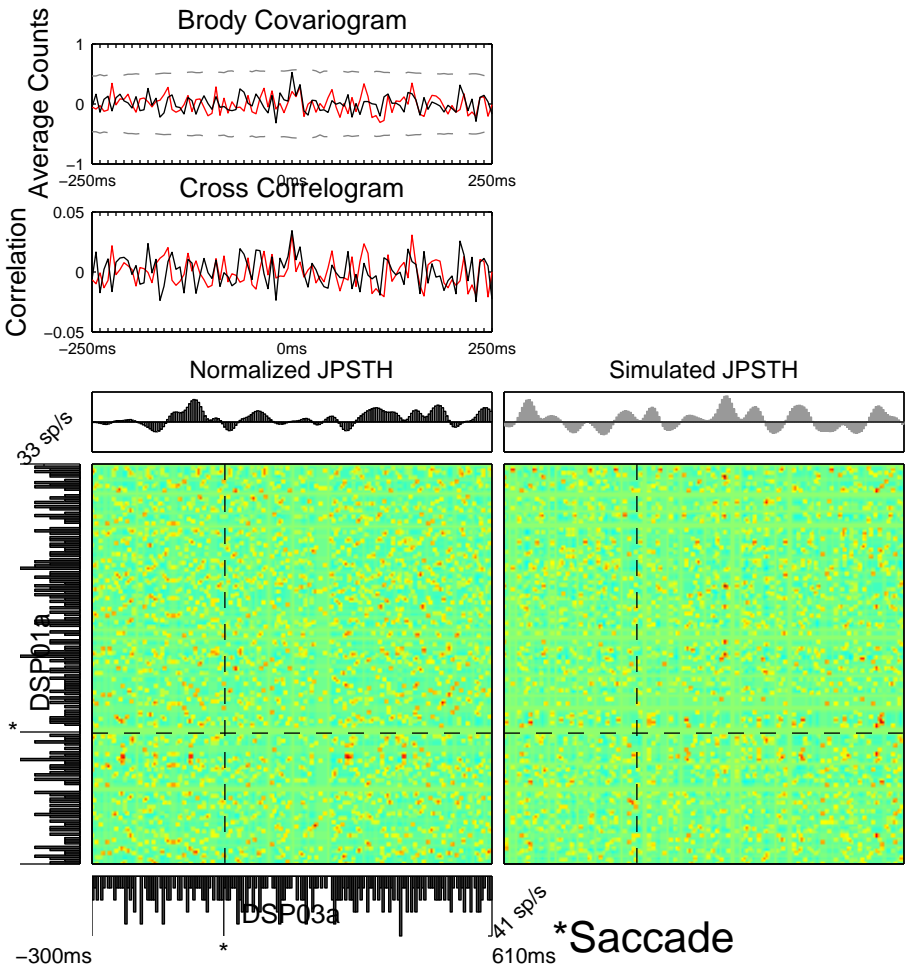 Brody Covariogram
Average Counts
1
0
−1
−250ms
0ms
250ms
Cross Correlogram
Correlation
0.05
0
-0.05
−250ms
0ms
250ms
Normalized JPSTH
Simulated JPSTH
33 sp/s
DSP01a
*
DSP03a
41 sp/s
*
−300ms
610ms
*Saccade